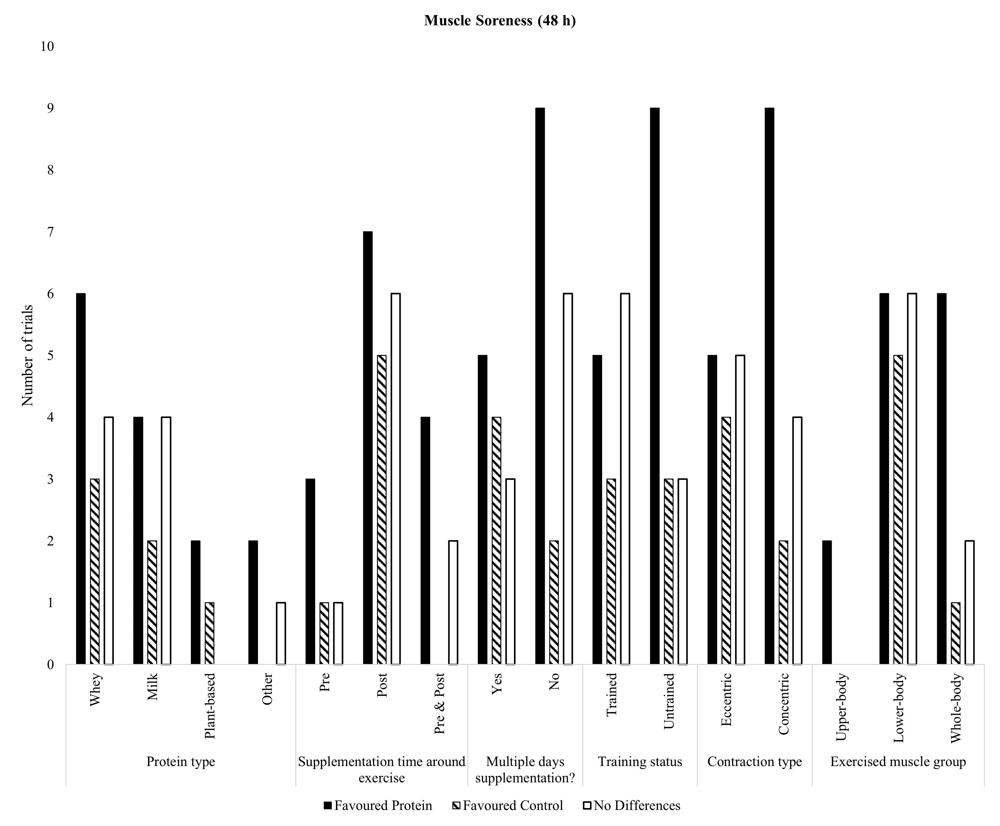 Muscle Soreness (48 h)
10
9
8
7
6
5
4
3
2
1
0
Number of trials
Whey
Milk
Plant-based
Other
Pre
Post
Pre & Post
Yes
No
Trained
Untrained
Eccentric
Concentric
Upper-body
Lower-body
Whole-body
Protein type
Supplementation time around
exercise
Multiple days
supplementation?
Training status
Contraction type
Exercised muscle group
Favoured Protein
Favoured Control
No Differences